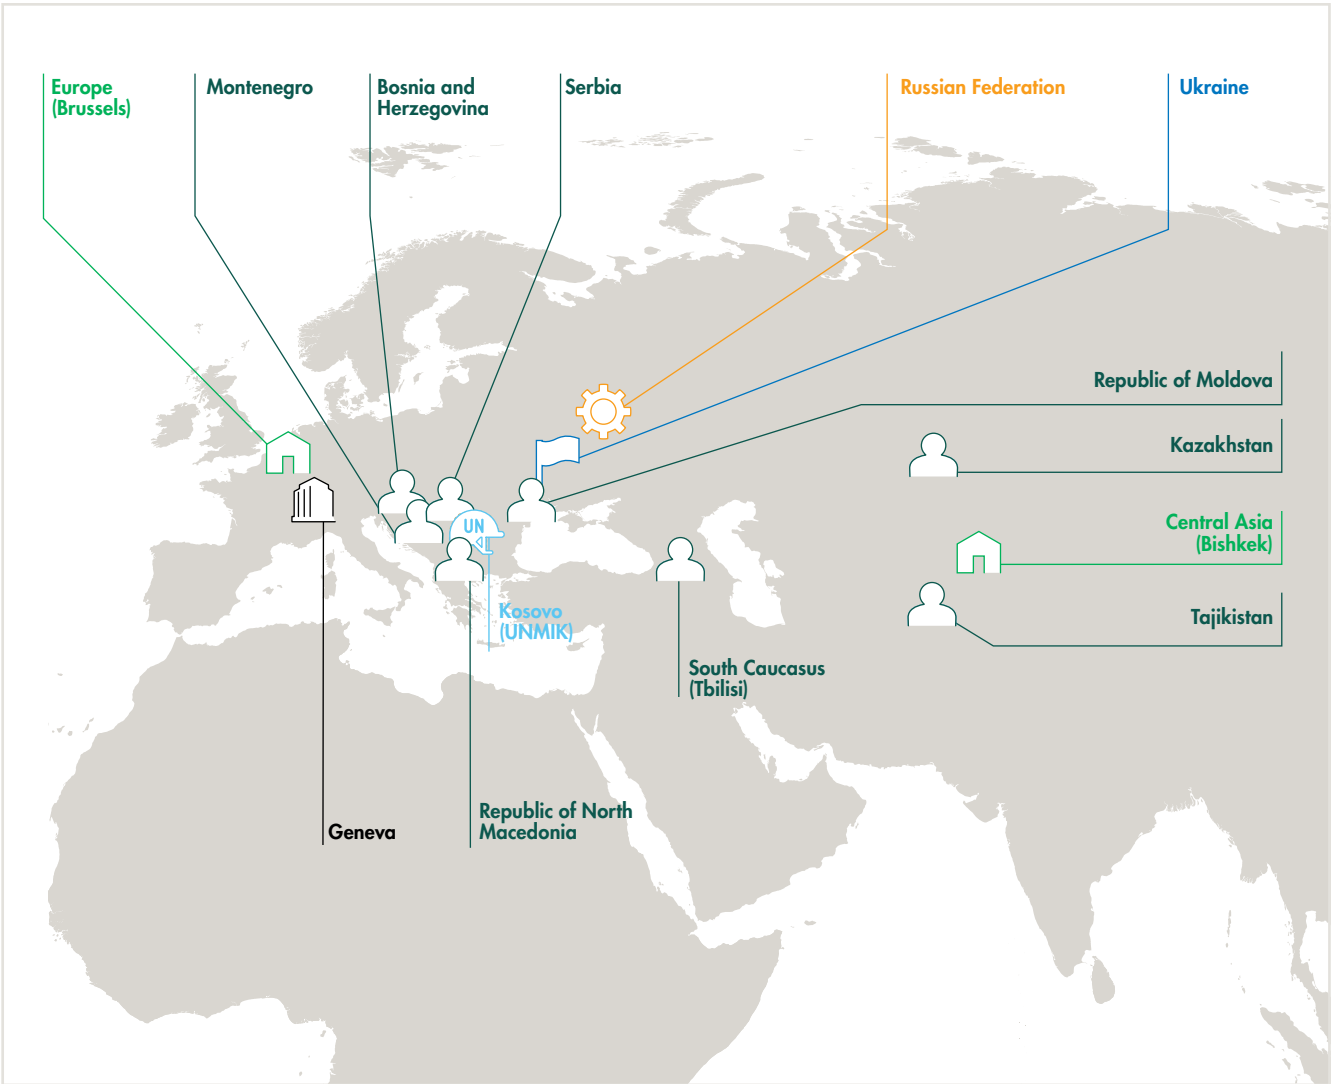 Europe
(Brussels)
Montenegro
Bosnia and
Herzegovina
Serbia
Russian Federation
Ukraine
Republic of Moldova
Kazakhstan
Central Asia
(Bishkek)
Tajikistan
UN
Kosovo
(UNMIK)
South Caucasus
(Tbilisi)
Republic of North
Macedonia
Geneva